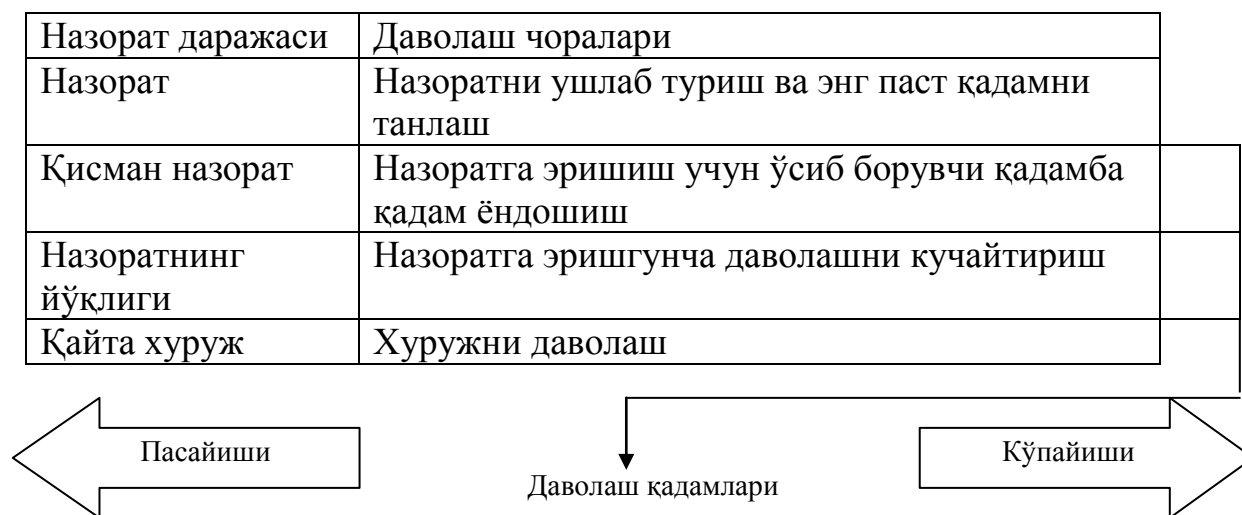 Назорат даражаси Даволаш чоралари
Назорат Назоратни ушлаб туриш ва энг паст қадамни
танлаш
Қисман назорат Назоратга эришиш учун ўсиб борувчи қадамба
қадам ёндошиш
Назоратнинг Назоратга эришгунча даволашни кучайтириш
йўқлиги
Қайта хуруж Хуружни даволаш
Пасайиши Кўпайиши
Даволаш қадамлари